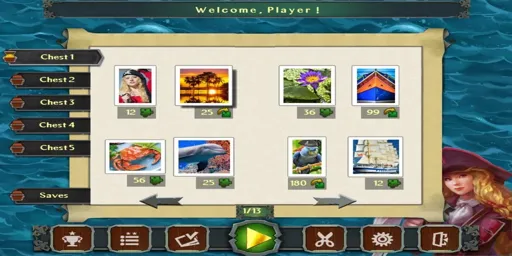 Welcome, Player !
Chest 1
Chest 2
Chest 3
Chest 4
Chest 5
Saves
12
25
36
99
56
25
180
12
1/13